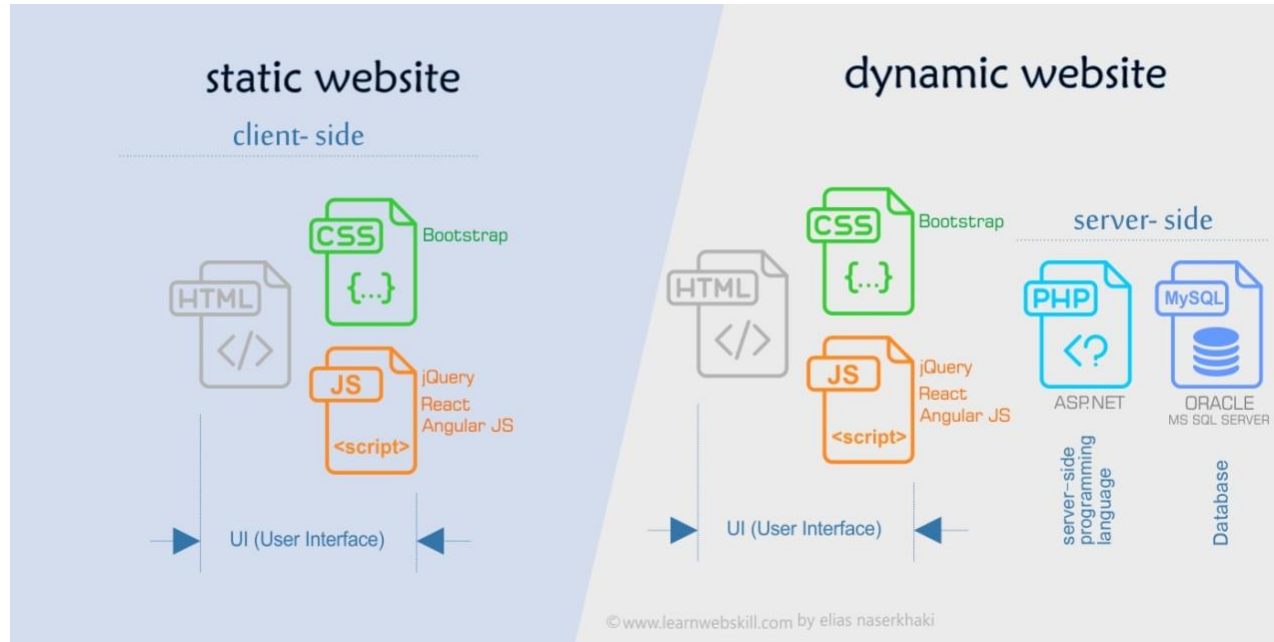 static website
client- side
CSS
Bootstrap
{...}
HTML
</>
JS
jQuery
React
Angular JS
<script>
UI (User Interface)
dynamic website
CSS
Bootstrap
{...}
HTML
</>
JS
jQuery
React
Angular JS
<script>
UI (User Interface)
server- side
PHP
<?
ASP.NET
server-side
programming
language
MySQL
ORACLE
MS SQL SERVER
Database
© www.learnwebskill.com by elias naserkhaki